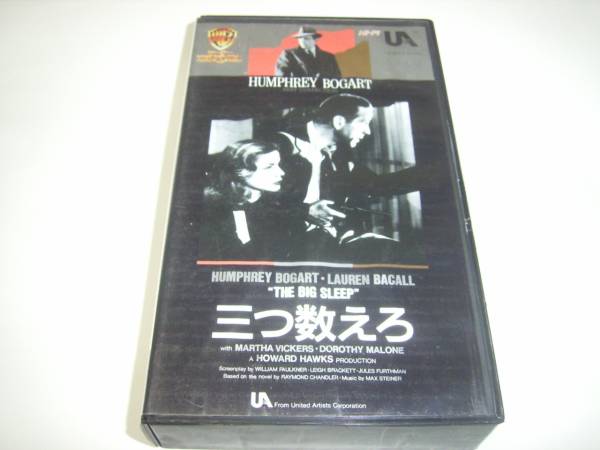 HI-FI UA
HUMPHREY BOGART
HUMPHREY BOGART・LAUREN BACALL
"THE BIG SLEEP"
三つ数えろ
with MARTHA VICKERS・DOROTHY MALONE
A HOWARD HAWKS PRODUCTION
Screenplay by WILLIAM FAULKNER・LEIGH BRACKETT・JULES FURTHMAN
Based on the novel by RAYMOND CHANDLER・Music by MAX STEINER
UA From United Artists Corporation